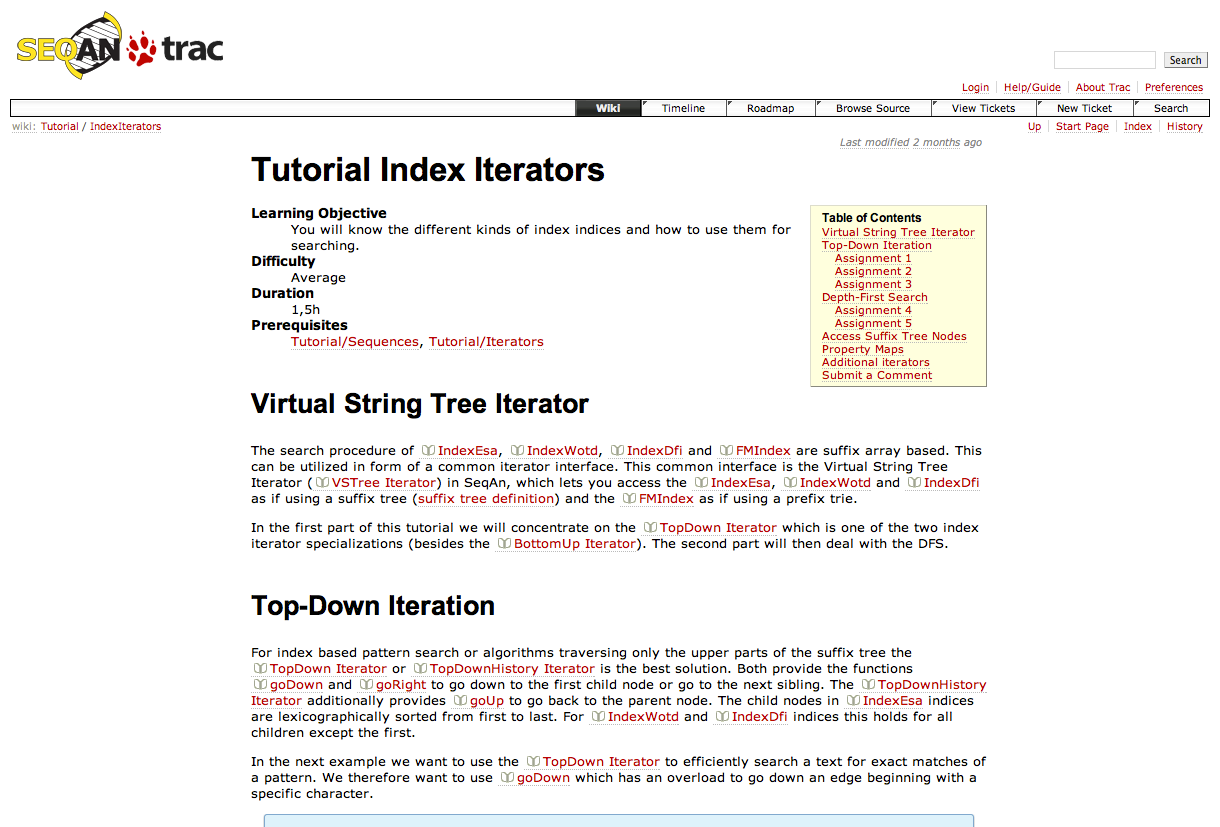 SEQAN trac
Search
Login Help/Guide About Trac Preferences
Wiki Timeline Roadmap Browse Source View Tickets New Ticket Search
wiki: Tutorial / IndexIterators
Up Start Page Index History
Last modified 2 months ago
Tutorial Index Iterators
Learning Objective
You will know the different kinds of index indices and how to use them for
searching.
Difficulty
Average
Duration
1,5h
Prerequisites
Tutorial/Sequences, Tutorial/Iterators
Table of Contents
Virtual String Tree Iterator
Top-Down Iteration
Assignment 1
Assignment 2
Assignment 3
Depth-First Search
Assignment 4
Assignment 5
Access Suffix Tree Nodes
Property Maps
Additional iterators
Submit a Comment
Virtual String Tree Iterator
The search procedure of IndexEsa, IndexWotd, IndexDfi and FMIndex are suffix array based. This
can be utilized in form of a common iterator interface. This common interface is the Virtual String Tree
Iterator (VSTree Iterator) in SeqAn, which lets you access the IndexEsa, IndexWotd and IndexDfi
as if using a suffix tree (suffix tree definition) and the FMIndex as if using a prefix trie.
In the first part of this tutorial we will concentrate on the TopDown Iterator which is one of the two index
iterator specializations (besides the BottomUp Iterator). The second part will then deal with the DFS.
Top-Down Iteration
For index based pattern search or algorithms traversing only the upper parts of the suffix tree the
TopDown Iterator or TopDownHistory Iterator is the best solution. Both provide the functions
goDown and goRight to go down to the first child node or go to the next sibling. The TopDownHistory
Iterator additionally provides goUp to go back to the parent node. The child nodes in IndexEsa indices
are lexicographically sorted from first to last. For IndexWotd and IndexDfi indices this holds for all
children except the first.
In the next example we want to use the TopDown Iterator to efficiently search a text for exact matches of
a pattern. We therefore want to use goDown which has an overload to go down an edge beginning with a
specific character.